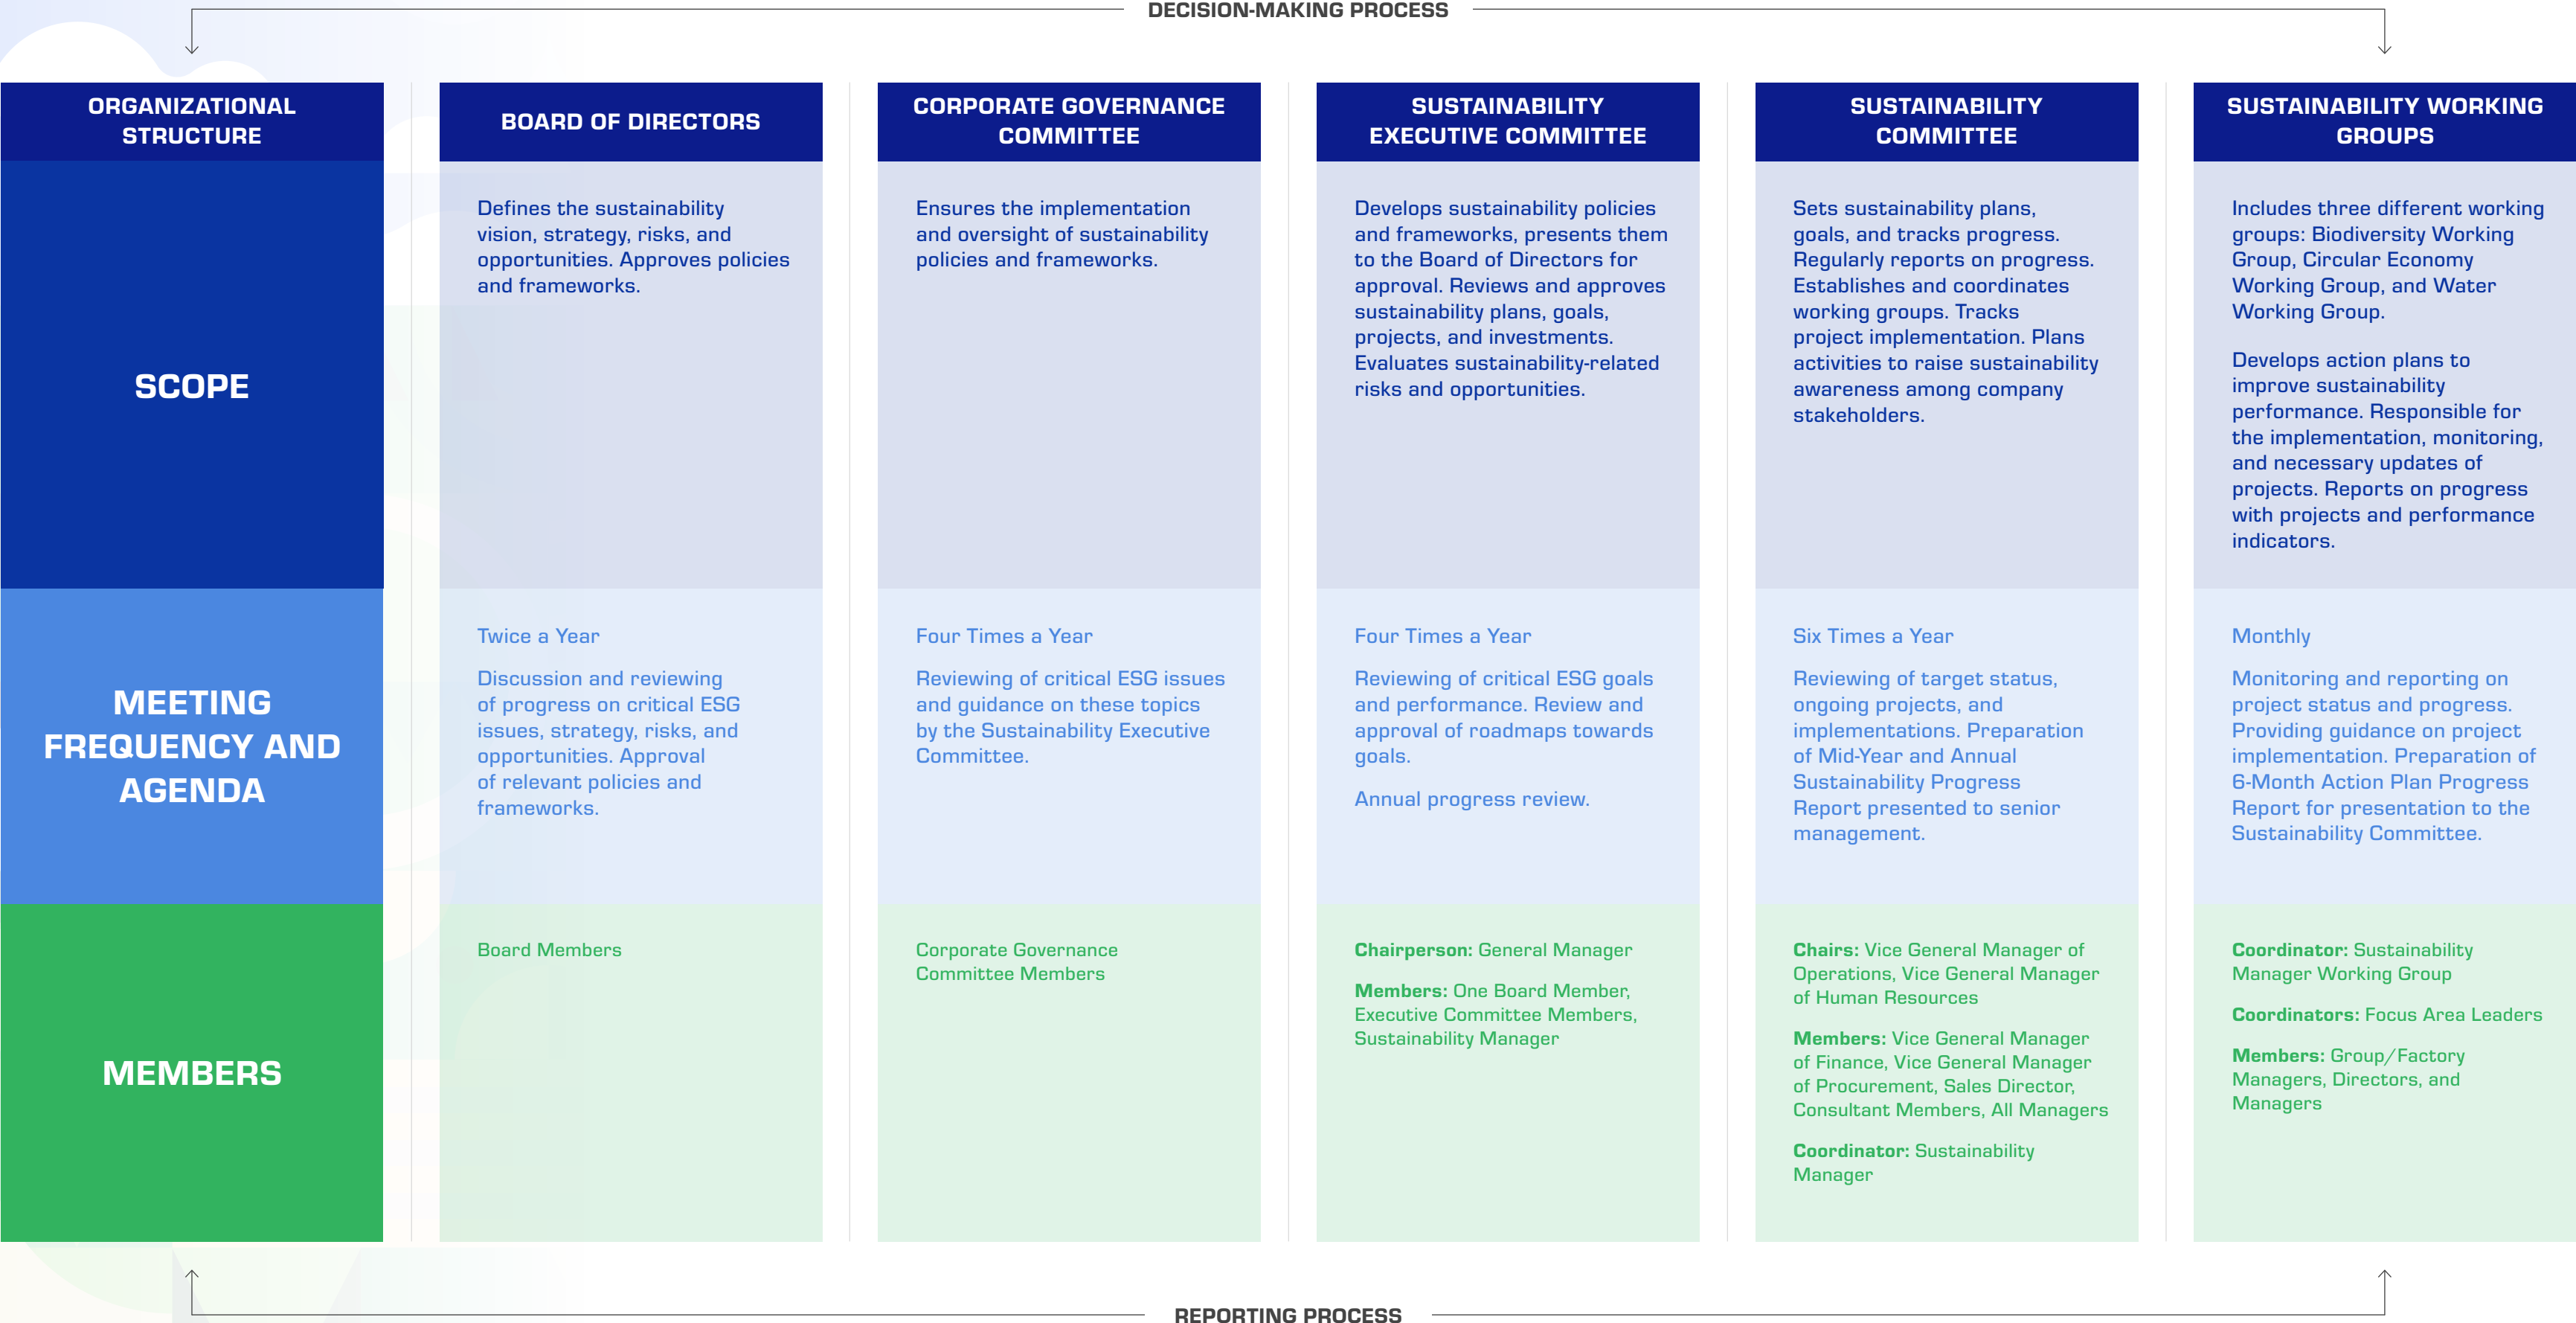 DECISION-MAKING PROCESS
ORGANIZATIONAL
STRUCTURE
BOARD OF DIRECTORS
CORPORATE GOVERNANCE
COMMITTEE
SUSTAINABILITY
EXECUTIVE COMMITTEE
SUSTAINABILITY
COMMITTEE
SUSTAINABILITY WORKING
GROUPS
SCOPE
Defines the sustainability
vision, strategy, risks, and
opportunities. Approves policies
and frameworks.
Ensures the implementation
and oversight of sustainability
policies and frameworks.
Develops sustainability policies
and frameworks, presents them
to the Board of Directors for
approval. Reviews and approves
sustainability plans, goals,
projects, and investments.
Evaluates sustainability-related
risks and opportunities.
Sets sustainability plans,
goals, and tracks progress.
Regularly reports on progress.
Establishes and coordinates
working groups. Tracks
project implementation. Plans
activities to raise sustainability
awareness among company
stakeholders.
Includes three different working
groups: Biodiversity Working
Group, Circular Economy
Working Group, and Water
Working Group.
Develops action plans to
improve sustainability
performance. Responsible for
the implementation, monitoring,
and necessary updates of
projects. Reports on progress
with projects and performance
indicators.
MEETING
FREQUENCY AND
AGENDA
Twice a Year
Discussion and reviewing
of progress on critical ESG
issues, strategy, risks, and
opportunities. Approval
of relevant policies and
frameworks.
Four Times a Year
Reviewing of critical ESG issues
and guidance on these topics
by the Sustainability Executive
Committee.
Four Times a Year
Reviewing of critical ESG goals
and performance. Review and
approval of roadmaps towards
goals.
Annual progress review.
Six Times a Year
Reviewing of target status,
ongoing projects, and
implementations. Preparation
of Mid-Year and Annual
Sustainability Progress
Report presented to senior
management.
Monthly
Monitoring and reporting on
project status and progress.
Providing guidance on project
implementation. Preparation of
6-Month Action Plan Progress
Report for presentation to the
Sustainability Committee.
MEMBERS
Board Members
Corporate Governance
Committee Members
Chairperson: General Manager
Members: One Board Member,
Executive Committee Members,
Sustainability Manager
Chairs: Vice General Manager of
Operations, Vice General Manager
of Human Resources
Members: Vice General Manager
of Finance, Vice General Manager
of Procurement, Sales Director,
Consultant Members, All Managers
Coordinator: Sustainability
Manager
Coordinator: Sustainability
Manager Working Group
Coordinators: Focus Area Leaders
Members: Group/Factory
Managers, Directors, and
Managers
REPORTING PROCESS